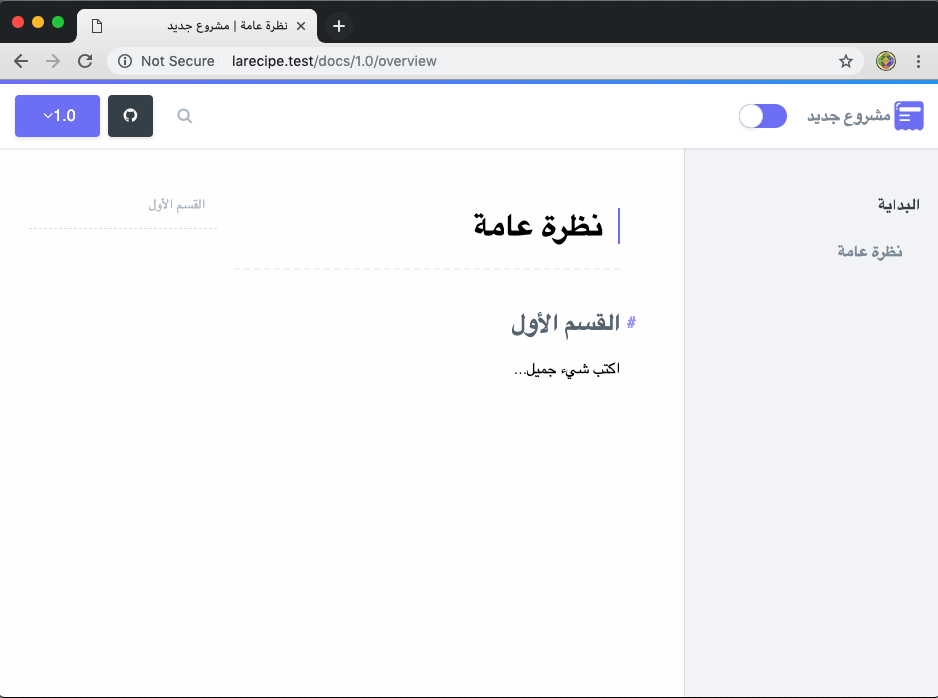 نظرة عامة | مشروع جديد
Not Secure larecipe.test/docs/1.0/overview
مشروع جديد
1.0
البداية
نظرة عامة
نظرة عامة
# القسم الأول
اكتب شيء جميل...
القسم الأول